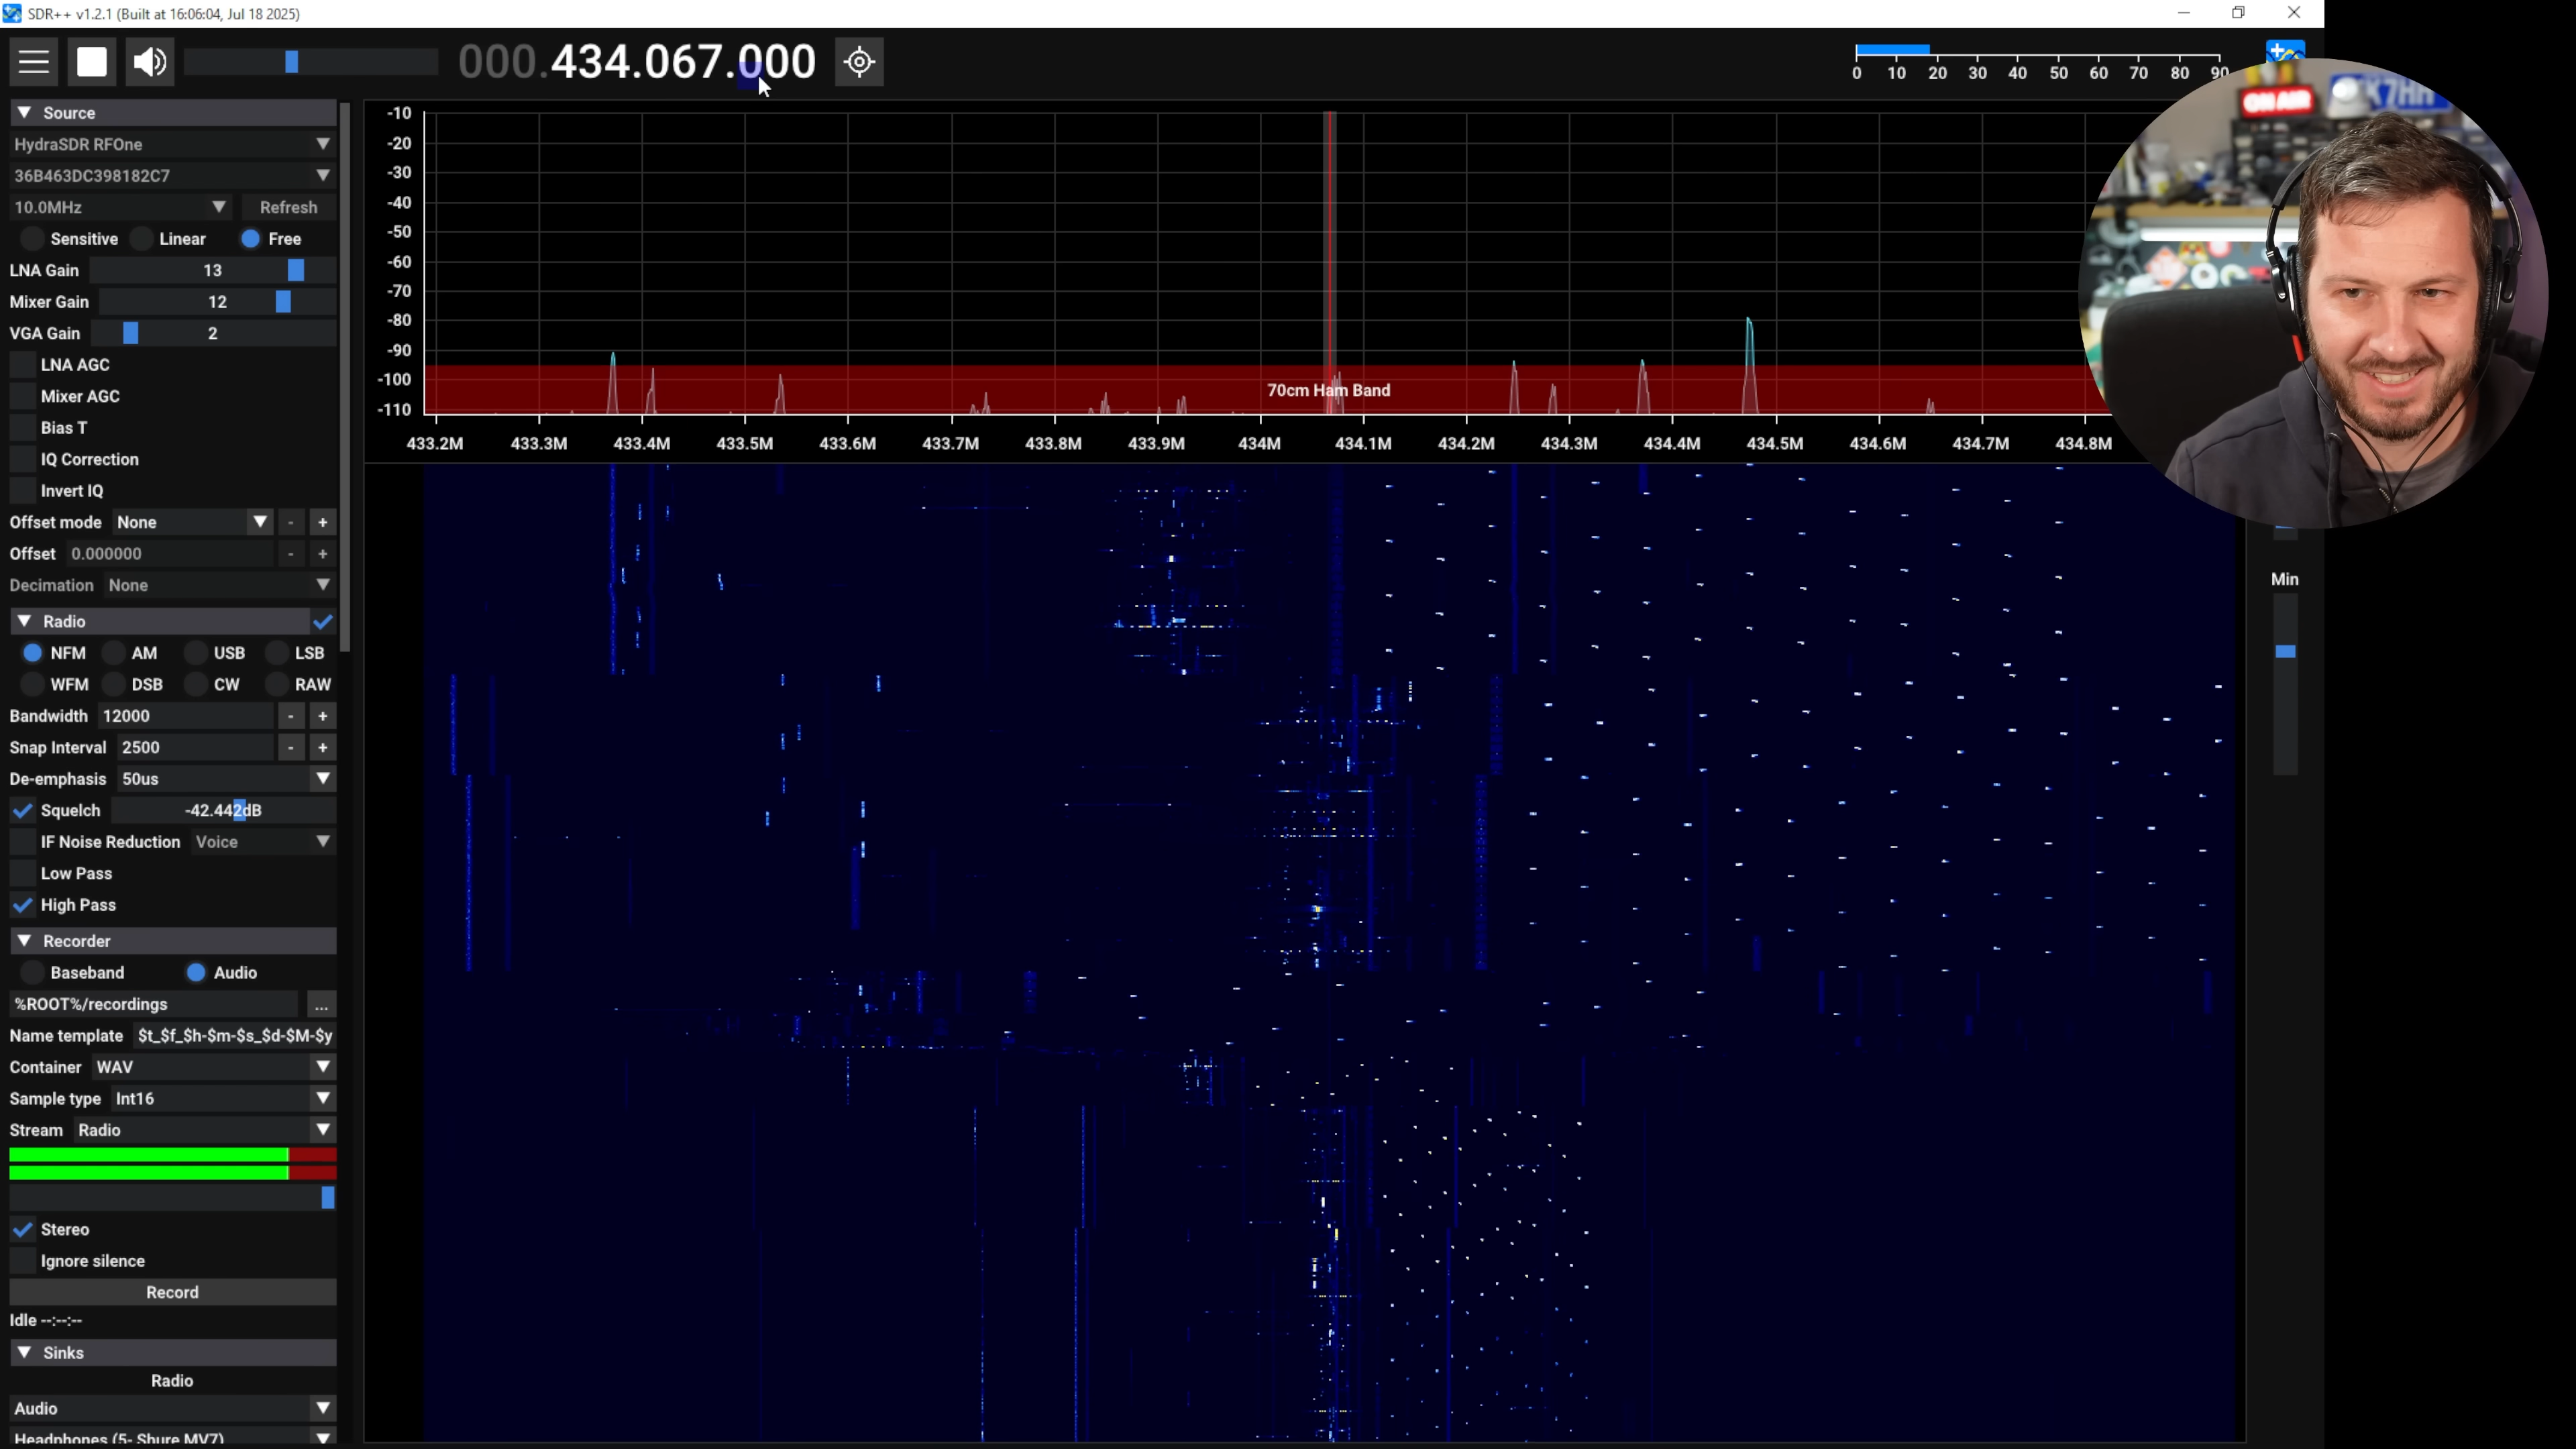 SDR++ v1.2.1 (Built at 16:06:04, Jul 18 2025)
000.434.067.000
0 10 20 30 40 50 60 70 80 90
Source
HydraSDR RFOne
36B463DC398182C7
10.0MHz Refresh
Sensitive Linear Free
LNA Gain 13
Mixer Gain 12
VGA Gain 2
LNA AGC
Mixer AGC
Bias T
IQ Correction
Invert IQ
Offset mode None - +
Offset 0.000000 - +
Decimation None
Radio
NFM AM USB LSB
WFM DSB CW RAW
Bandwidth 12000 - +
Snap Interval 2500 - +
De-emphasis 50us
Squelch -42.442dB
IF Noise Reduction Voice
Low Pass
High Pass
Recorder
Baseband Audio
%ROOT%/recordings ...
Name template $t_$f_$h-$m-$s_$d-$M-$y
Container WAV
Sample type Int16
Stream Radio
Stereo
Ignore silence
Record
Idle --:--:--
Sinks
Radio
Audio
Headphones (5- Shure MV7)
-10
-20
-30
-40
-50
-60
-70
-80
-90
-100
-110
70cm Ham Band
433.2M 433.3M 433.4M 433.5M 433.6M 433.7M 433.8M 433.9M 434M 434.1M 434.2M 434.3M 434.4M 434.5M 434.6M 434.7M 434.8M
ON AIR
K7HH
Min